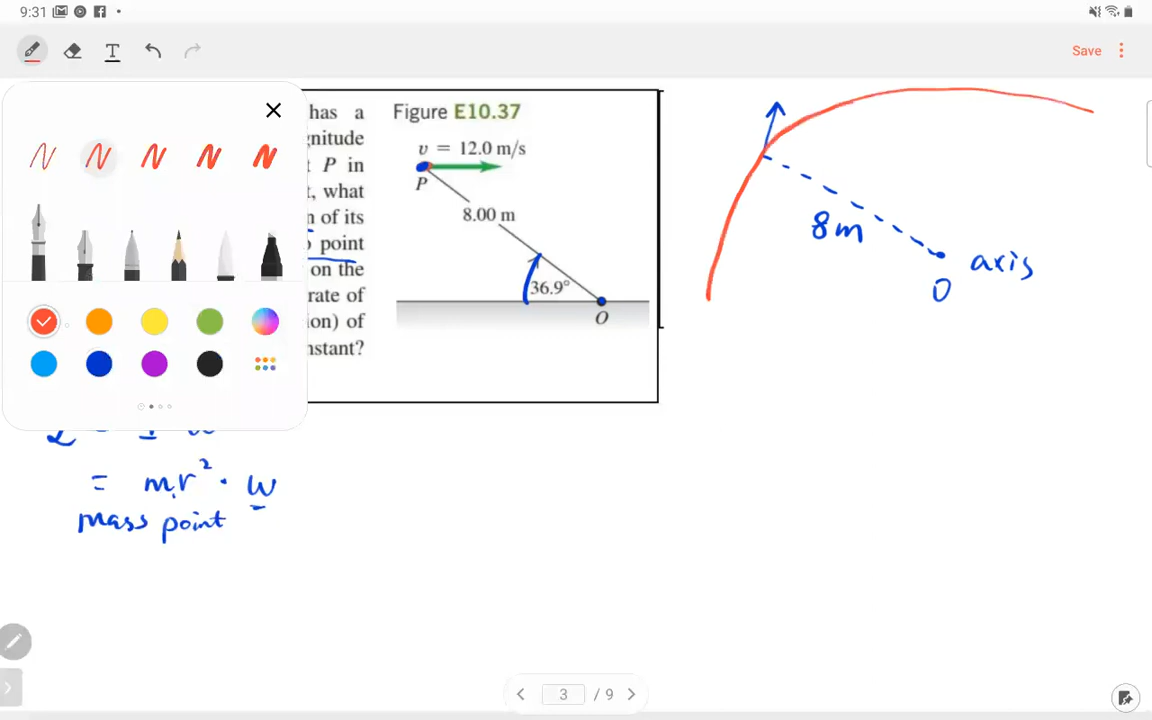 9:31
T
Save
has a
gnitude
P in
t, what
n of its
point
on the
rate of
ion) of
nstant?
Figure E10.37
v = 12.0 m/s
P
8.00 m
36.9°
O
8m
axis
O
= mr² · ω
mass point
3 / 9